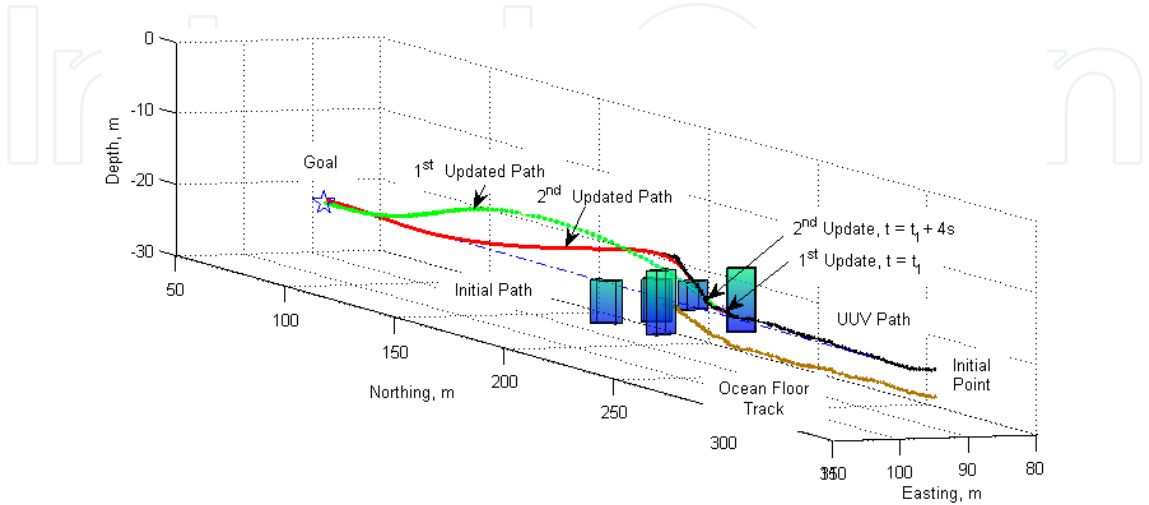 0
-10
-20
-30
Depth, m
Goal
1st Updated Path
2nd Updated Path
2nd Update, t = t1 + 4s
1st Update, t = t1
Initial Path
UUV Path
Initial
Point
Ocean Floor
Track
50
100
150
200
250
300
Northing, m
100
90
80
Easting, m